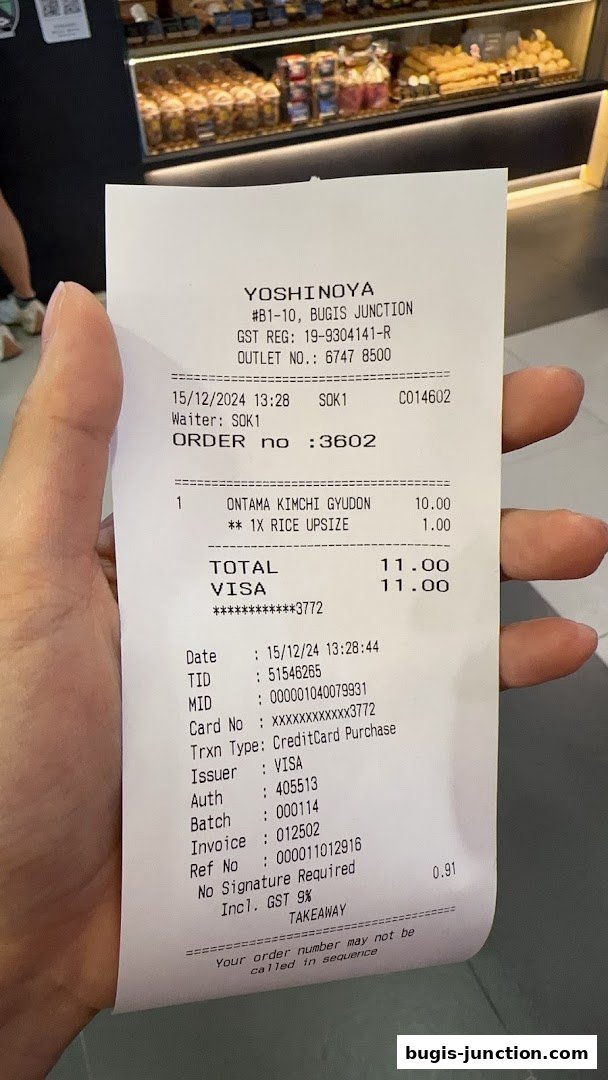 YOSHINOYA
#B1-10, BUGIS JUNCTION
GST REG: 19-9304141-R
OUTLET NO.: 6747 8500
========================================
15/12/2024 13:28 SOK1 C014602
Waiter: SOK1
ORDER no :3602
========================================
1 ONTAMA KIMCHI GYUDON 10.00
** 1X RICE UPSIZE 1.00
----------------------------------------
TOTAL 11.00
VISA 11.00
************3772
Date : 15/12/24 13:28:44
TID : 51546265
MID : 000001040079931
Card No : xxxxxxxxxxxx3772
Trxn Type: CreditCard Purchase
Issuer : VISA
Auth : 405513
Batch : 000114
Invoice : 012502
Ref No : 000011012916
No Signature Required
Incl. GST 9% 0.91
TAKEAWAY
========================================
Your order number may not be
called in sequence
bugis-junction.com